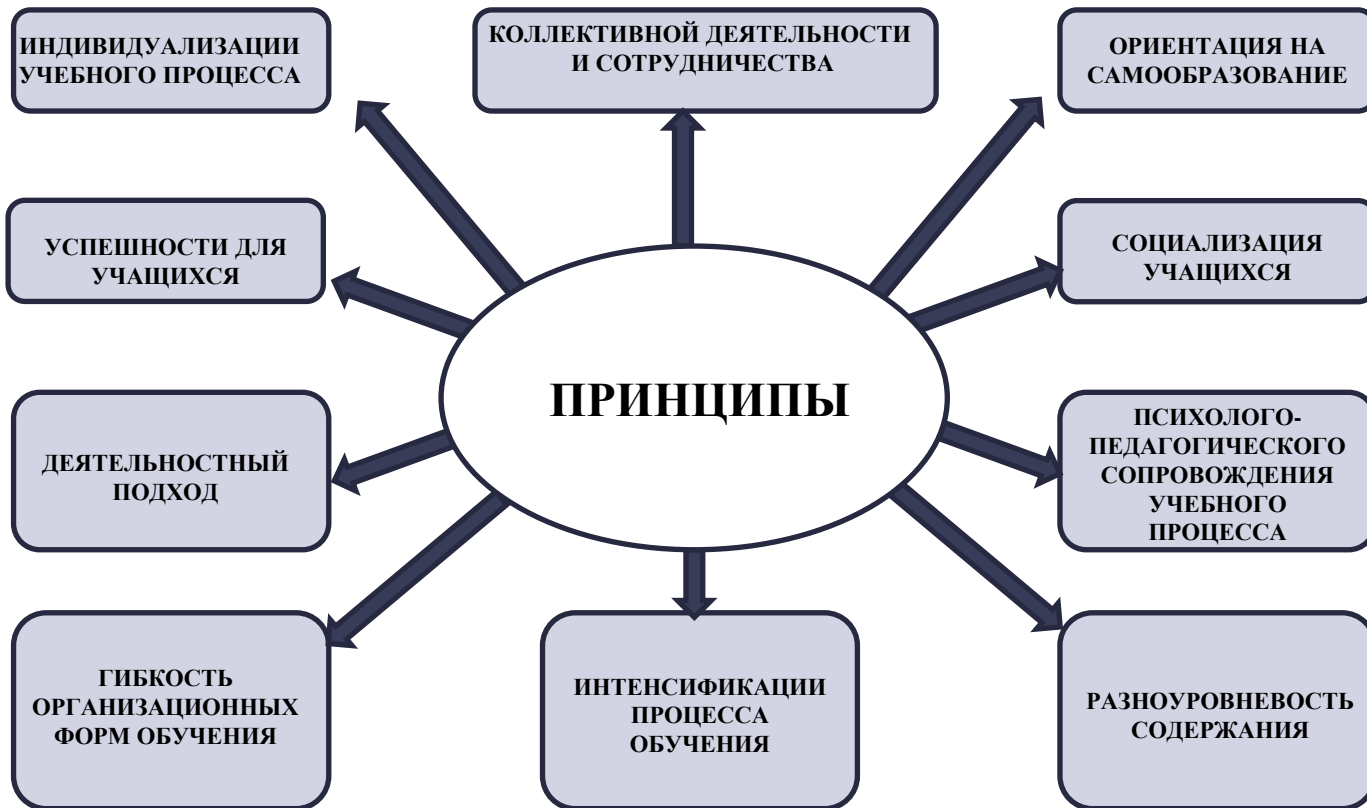 ИНДИВИДУАЛИЗАЦИИ
УЧЕБНОГО ПРОЦЕССА
КОЛЛЕКТИВНОЙ ДЕЯТЕЛЬНОСТИ
И СОТРУДНИЧЕСТВА
ОРИЕНТАЦИЯ НА
САМООБРАЗОВАНИЕ
УСПЕШНОСТИ ДЛЯ
УЧАЩИХСЯ
СОЦИАЛИЗАЦИЯ
УЧАЩИХСЯ
ПРИНЦИПЫ
ДЕЯТЕЛЬНОСТНЫЙ
ПОДХОД
ПСИХОЛОГО-
ПЕДАГОГИЧЕСКОГО
СОПРОВОЖДЕНИЯ
УЧЕБНОГО
ПРОЦЕССА
ГИБКОСТЬ
ОРГАНИЗАЦИОННЫХ
ФОРМ ОБУЧЕНИЯ
ИНТЕНСИФИКАЦИИ
ПРОЦЕССА
ОБУЧЕНИЯ
РАЗНОУРОВНЕВОСТЬ
СОДЕРЖАНИЯ